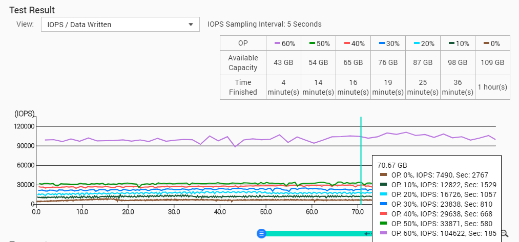 Test Result
View: IOPS / Data Written IOPS Sampling Interval: 5 Seconds
OP 60% 50% 40% 30% 20% 10% 0%
Available Capacity 43 GB 54 GB 65 GB 76 GB 87 GB 98 GB 109 GB
Time Finished 4 minute(s) 14 minute(s) 16 minute(s) 19 minute(s) 25 minute(s) 36 minute(s) 1 hour(s)
(IOPS)
120000
90000
60000
30000
0
0.0 10.0 20.0 30.0 40.0 50.0 60.0 70.0
70.67 GB
OP 0%, IOPS: 7490, Sec: 2767
OP 10%, IOPS: 12822, Sec: 1529
OP 20%, IOPS: 16726, Sec: 1057
OP 30%, IOPS: 23838, Sec: 810
OP 40%, IOPS: 29638, Sec: 668
OP 50%, IOPS: 33871, Sec: 580
OP 60%, IOPS: 104622, Sec: 185